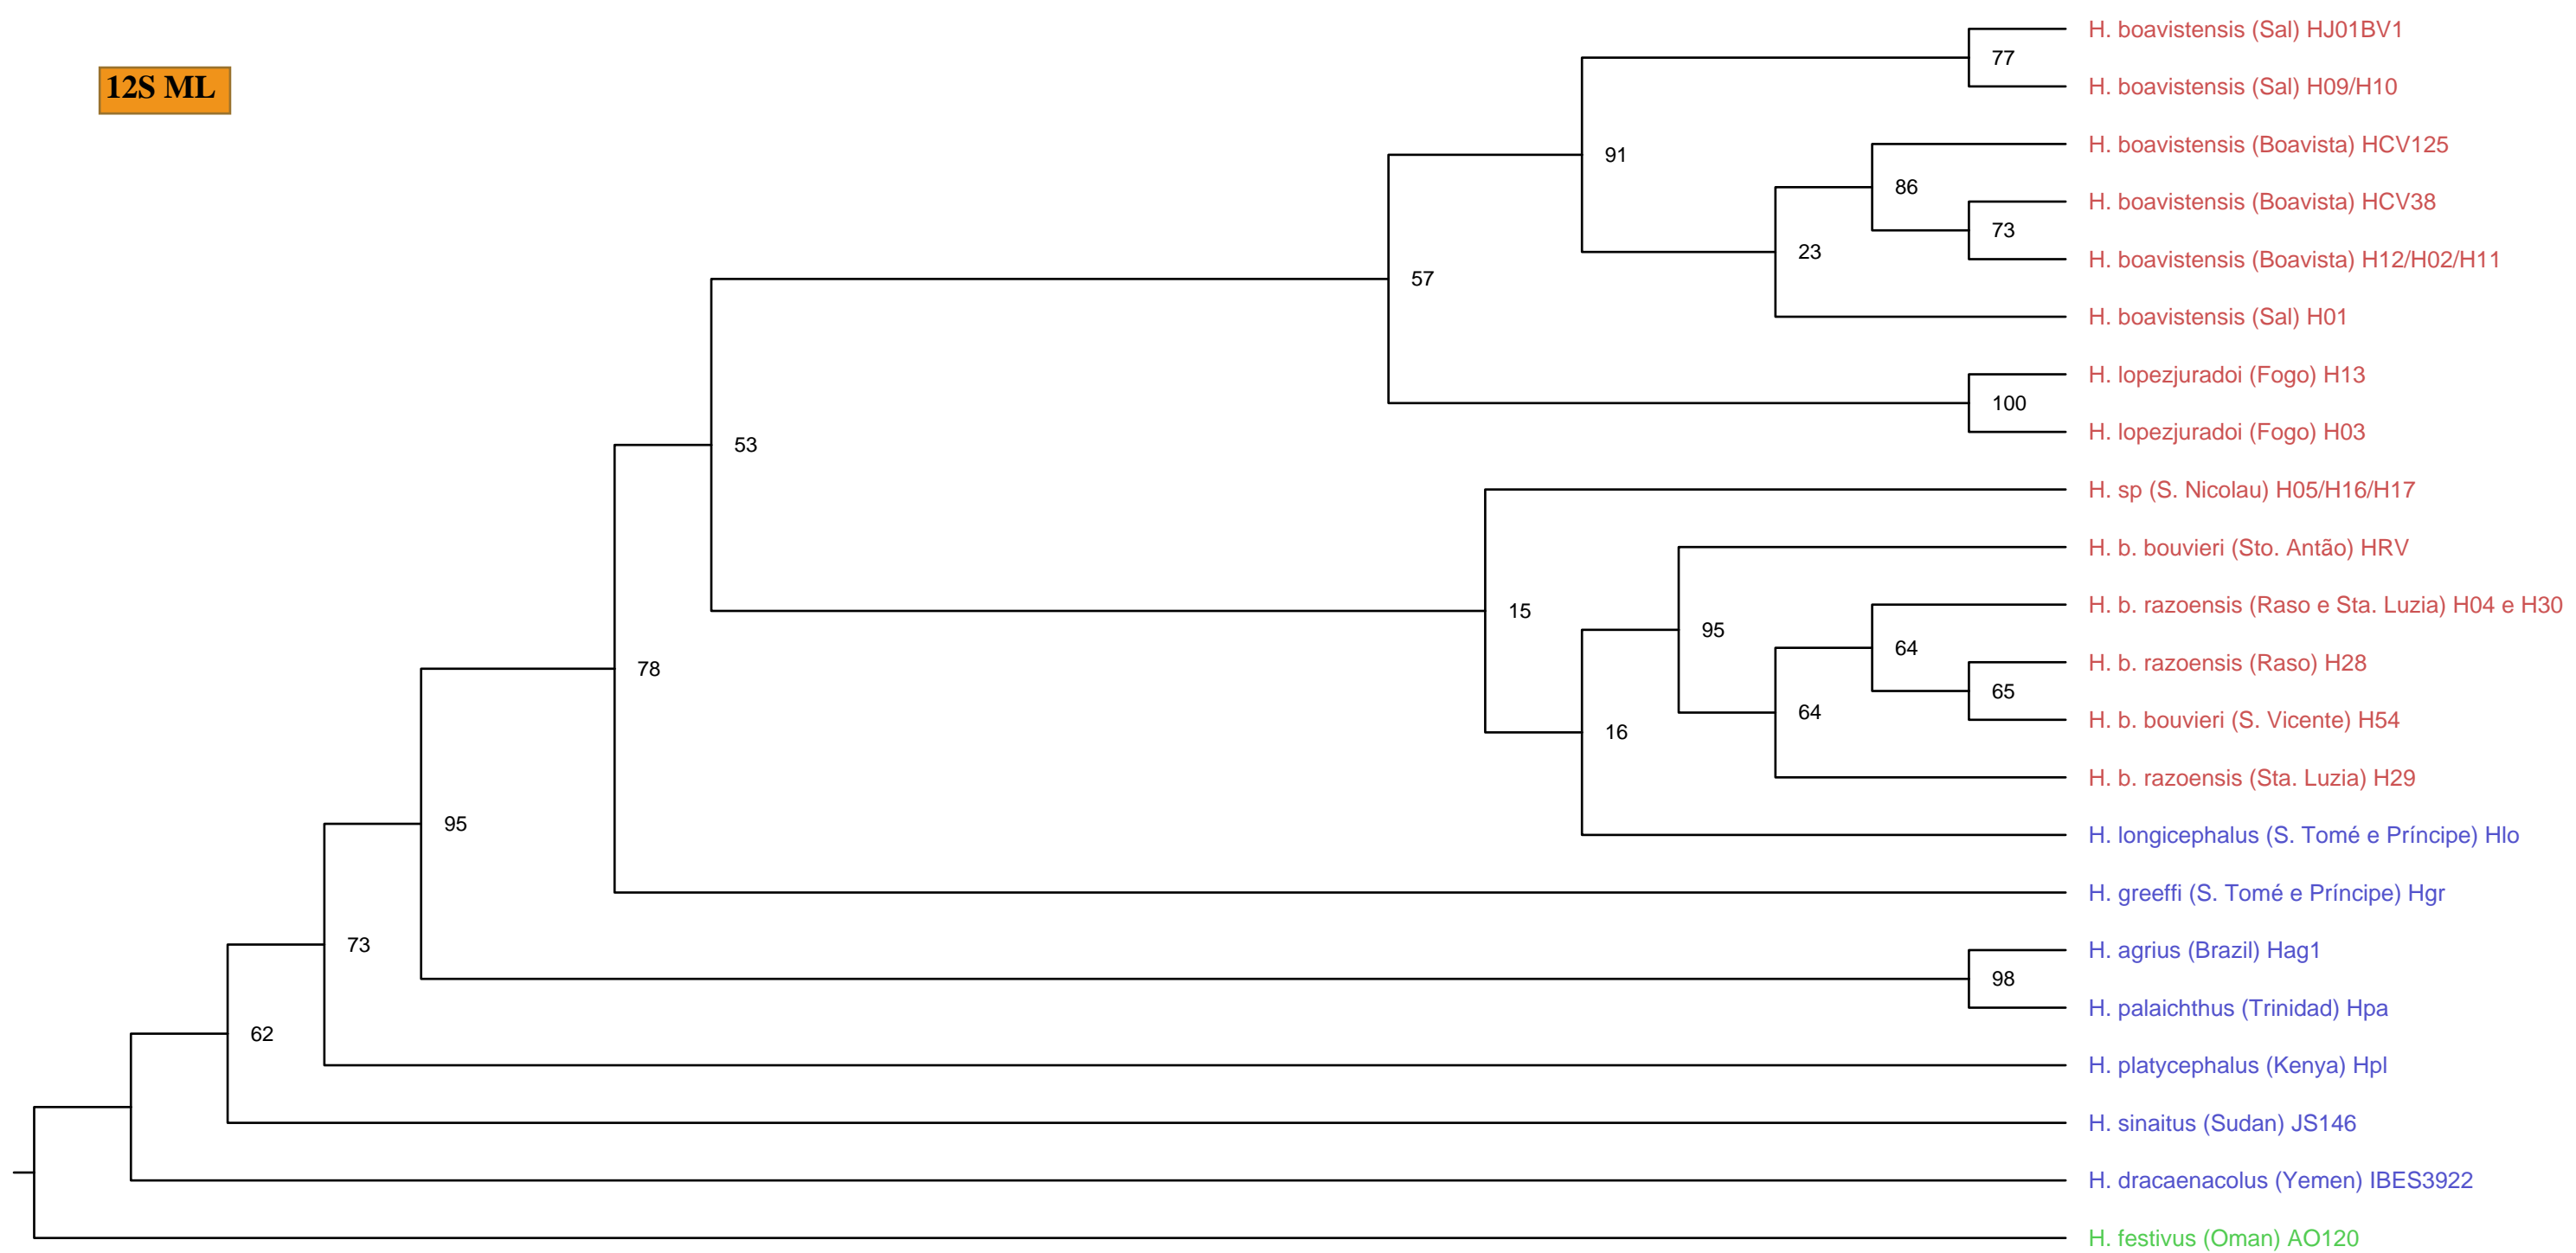 12S ML
H. boavistensis (Sal) HJ01BV1
77
H. boavistensis (Sal) H09/H10
91
H. boavistensis (Boavista) HCV125
86
H. boavistensis (Boavista) HCV38
73
H. boavistensis (Boavista) H12/H02/H11
23
H. boavistensis (Sal) H01
57
H. lopezjuradoi (Fogo) H13
100
H. lopezjuradoi (Fogo) H03
53
H. sp (S. Nicolau) H05/H16/H17
15
H. b. bouvieri (Sto. Antão) HRV
95
H. b. razoensis (Raso e Sta. Luzia) H04 e H30
64
H. b. razoensis (Raso) H28
65
H. b. bouvieri (S. Vicente) H54
64
H. b. razoensis (Sta. Luzia) H29
16
H. longicephalus (S. Tomé e Príncipe) Hlo
78
H. greeffi (S. Tomé e Príncipe) Hgr
95
H. agrius (Brazil) Hag1
98
H. palaichthus (Trinidad) Hpa
73
H. platycephalus (Kenya) Hpl
62
H. sinaitus (Sudan) JS146
H. dracaenacolus (Yemen) IBES3922
H. festivus (Oman) AO120